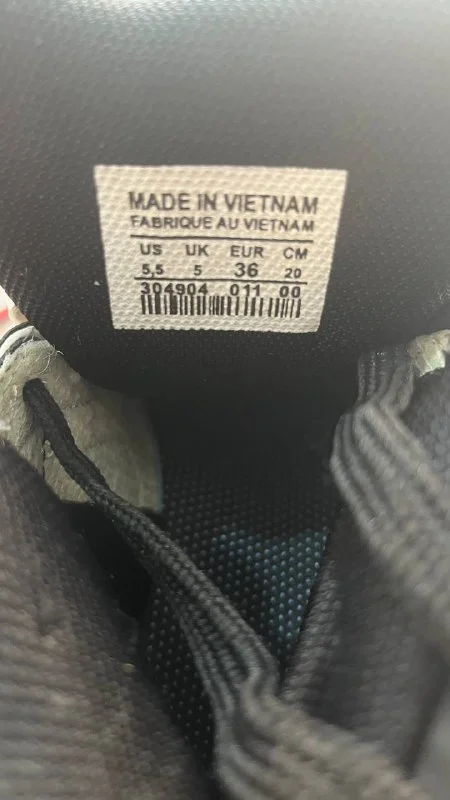 MADE IN VIETNAM
FABRIQUE AU VIETNAM
US UK EUR CM
5,5 5 36 20
304904 011 00